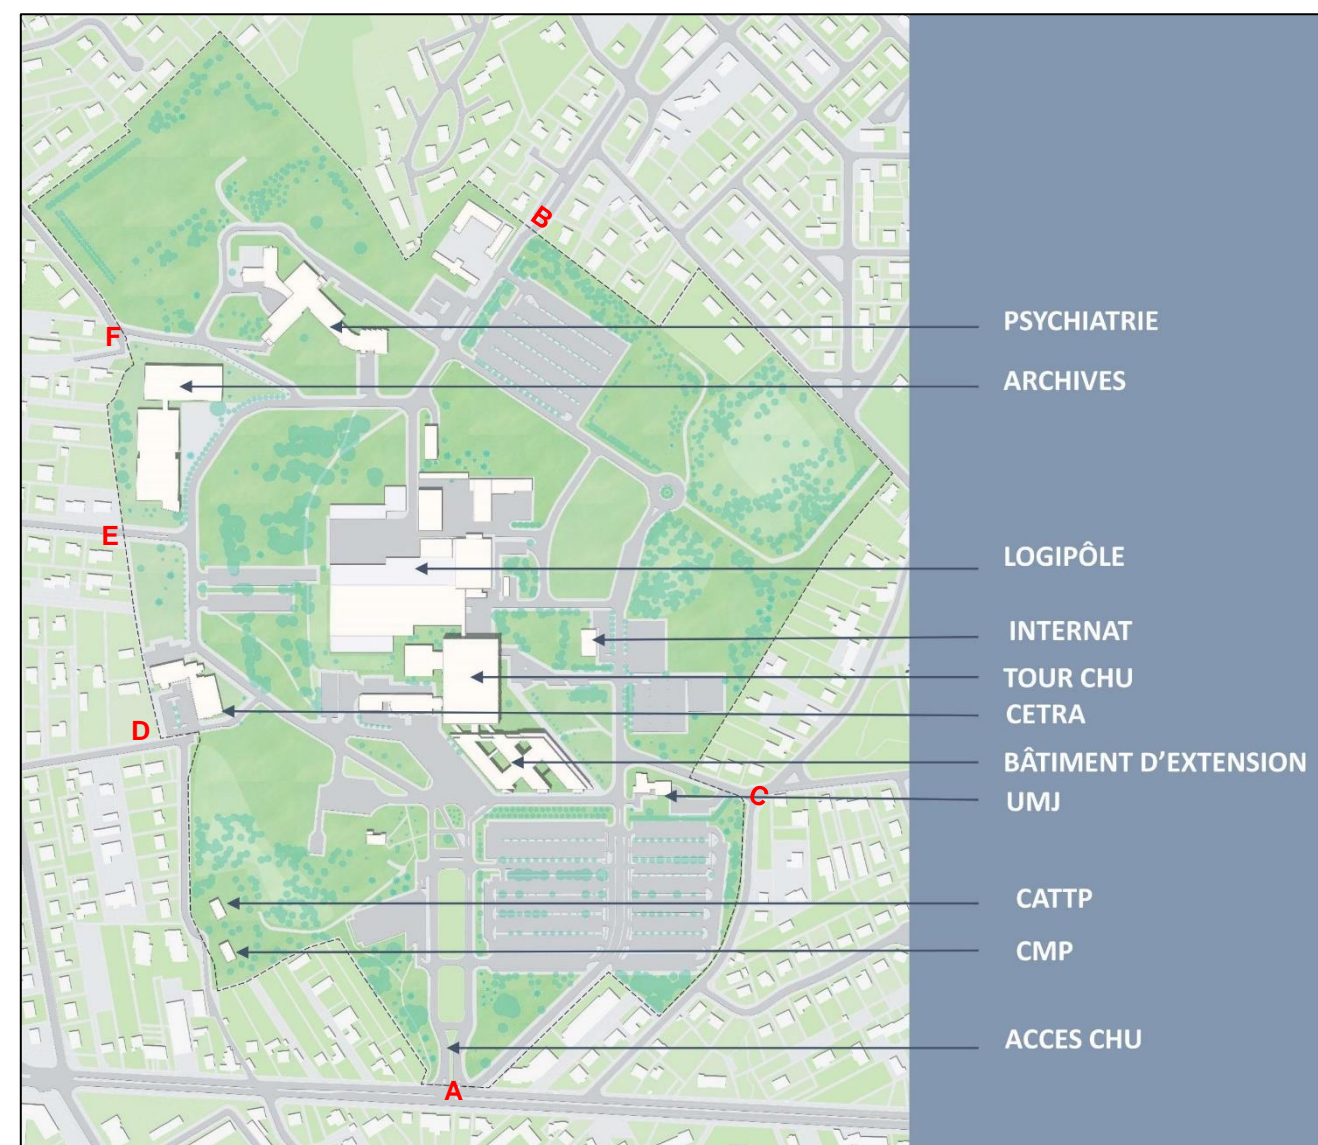 B
PSYCHIATRIE
F
ARCHIVES
E
LOGIPÔLE
INTERNAT
TOUR CHU
CETRA
D
BÂTIMENT D’EXTENSION
C
UMJ
CATTP
CMP
ACCES CHU
A